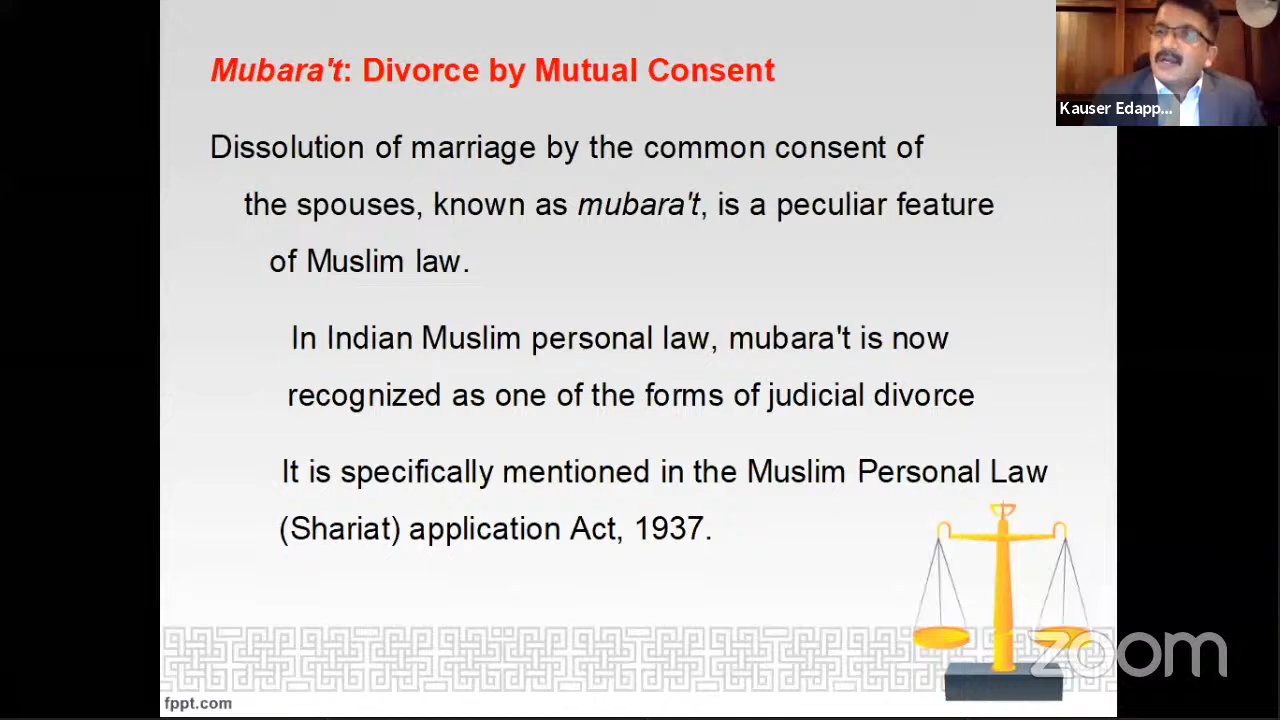 Mubara't: Divorce by Mutual Consent
Kauser Edapp...
Dissolution of marriage by the common consent of
the spouses, known as mubara't, is a peculiar feature
of Muslim law.
In Indian Muslim personal law, mubara't is now
recognized as one of the forms of judicial divorce
It is specifically mentioned in the Muslim Personal Law
(Shariat) application Act, 1937.
zoom
fppt.com